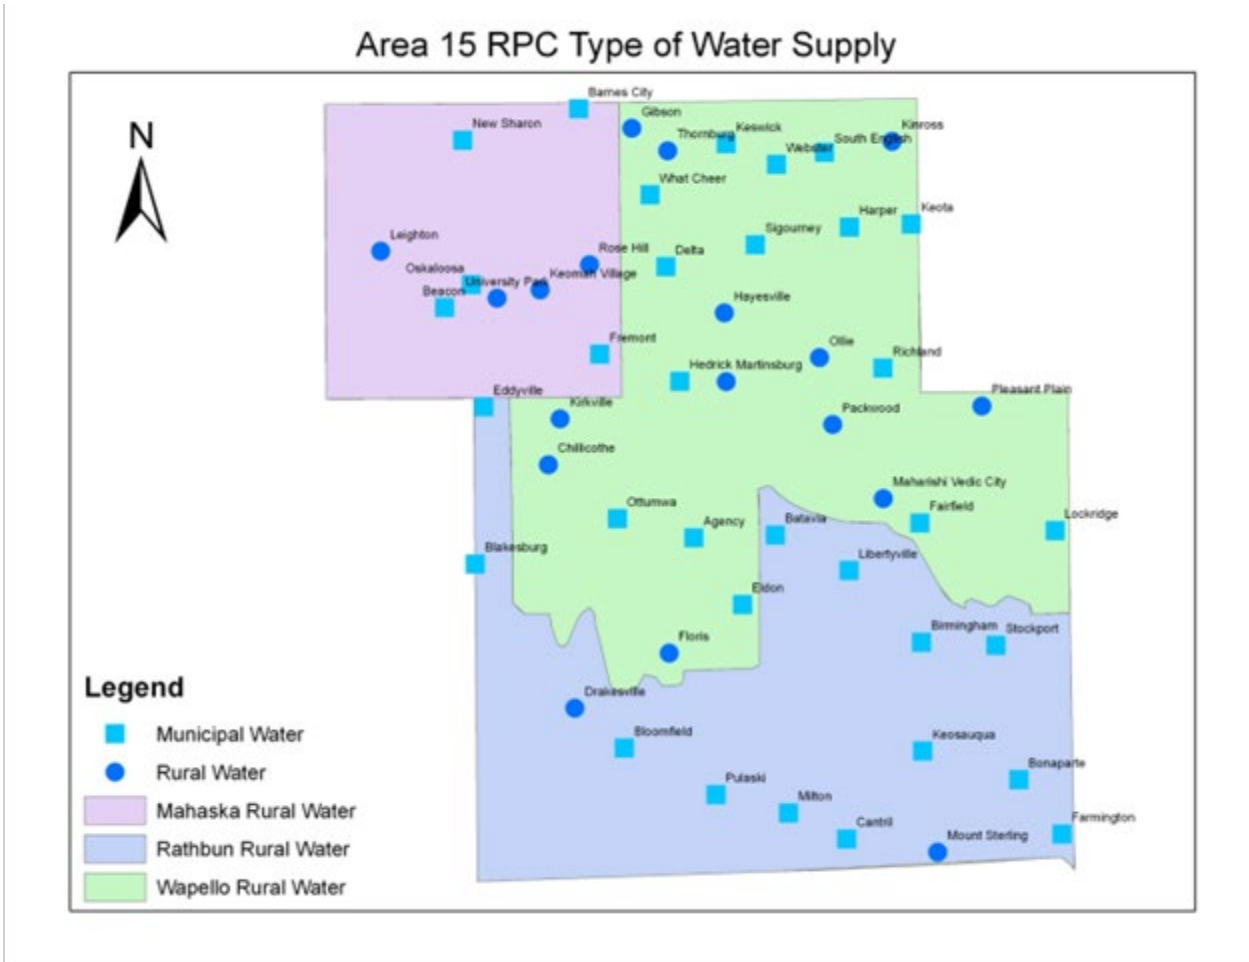 Area 15 RPC Type of Water Supply
N
Barnes City
New Sharon
Gibson
Thornburg
Keswick
Webster
South English
Kinross
What Cheer
Harper
Keota
Sigourney
Leighton
Rose Hill
Delta
Oskaloosa
University Park
Keomah Village
Beacon
Hayesville
Fremont
Ollie
Richland
Hedrick
Martinsburg
Eddyville
Pleasant Plain
Kirkville
Packwood
Chillicothe
Maharishi Vedic City
Ottumwa
Fairfield
Agency
Batavia
Lockridge
Blakesburg
Libertyville
Eldon
Birmingham
Stockport
Floris
Drakesville
Bloomfield
Keosauqua
Bonaparte
Pulaski
Milton
Cantril
Farmington
Mount Sterling
Legend
Municipal Water
Rural Water
Mahaska Rural Water
Rathbun Rural Water
Wapello Rural Water